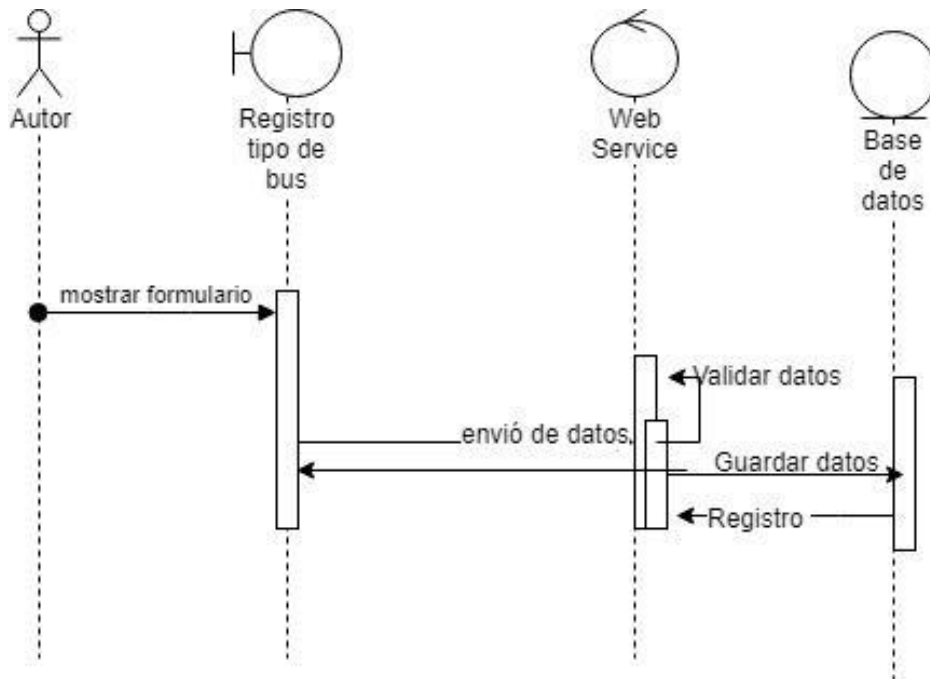 Autor
Registro
tipo de
bus
Web
Service
Base
de
datos
mostrar formulario
Validar datos
envió de datos
Guardar datos
Registro